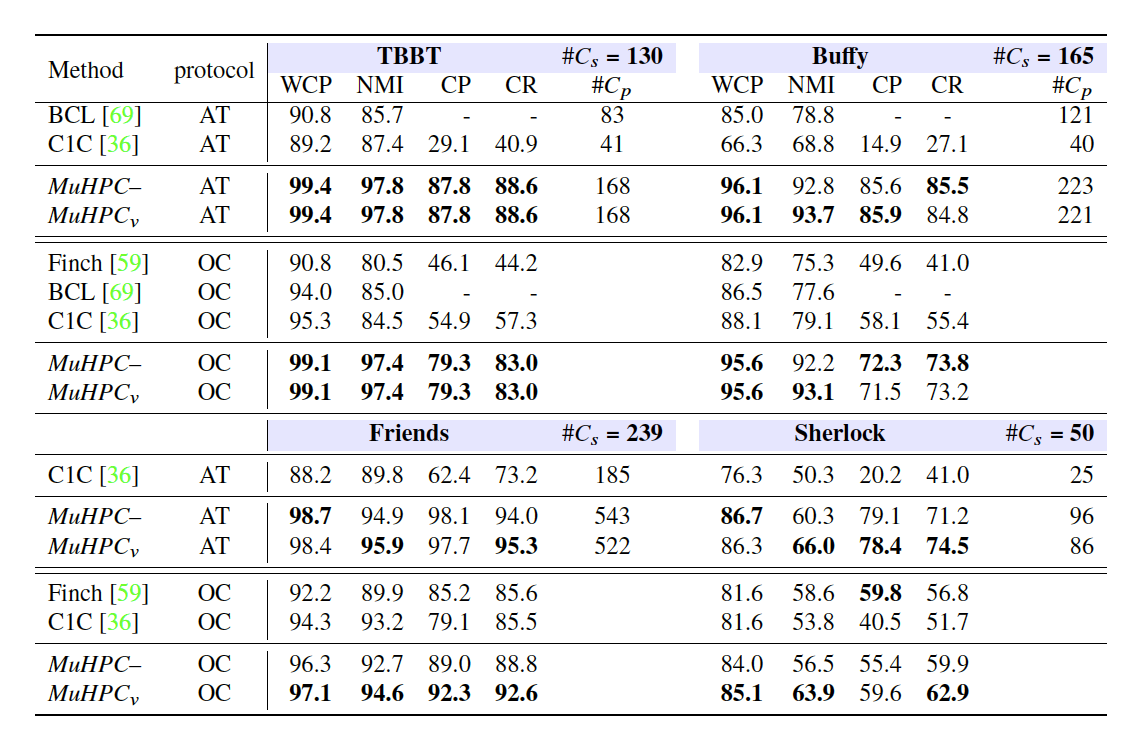 Method protocol TBBT #Cs = 130 Buffy #Cs = 165
WCP NMI CP CR #Cp WCP NMI CP CR #Cp
BCL [69] AT 90.8 85.7 - - 83 85.0 78.8 - - 121
C1C [36] AT 89.2 87.4 29.1 40.9 41 66.3 68.8 14.9 27.1 40
MuHPC– AT 99.4 97.8 87.8 88.6 168 96.1 92.8 85.6 85.5 223
MuHPCv AT 99.4 97.8 87.8 88.6 168 96.1 93.7 85.9 84.8 221
Finch [59] OC 90.8 80.5 46.1 44.2 82.9 75.3 49.6 41.0
BCL [69] OC 94.0 85.0 - - 86.5 77.6 - -
C1C [36] OC 95.3 84.5 54.9 57.3 88.1 79.1 58.1 55.4
MuHPC– OC 99.1 97.4 79.3 83.0 95.6 92.2 72.3 73.8
MuHPCv OC 99.1 97.4 79.3 83.0 95.6 93.1 71.5 73.2
Friends #Cs = 239 Sherlock #Cs = 50
C1C [36] AT 88.2 89.8 62.4 73.2 185 76.3 50.3 20.2 41.0 25
MuHPC– AT 98.7 94.9 98.1 94.0 543 86.7 60.3 79.1 71.2 96
MuHPCv AT 98.4 95.9 97.7 95.3 522 86.3 66.0 78.4 74.5 86
Finch [59] OC 92.2 89.9 85.2 85.6 81.6 58.6 59.8 56.8
C1C [36] OC 94.3 93.2 79.1 85.5 81.6 53.8 40.5 51.7
MuHPC– OC 96.3 92.7 89.0 88.8 84.0 56.5 55.4 59.9
MuHPCv OC 97.1 94.6 92.3 92.6 85.1 63.9 59.6 62.9